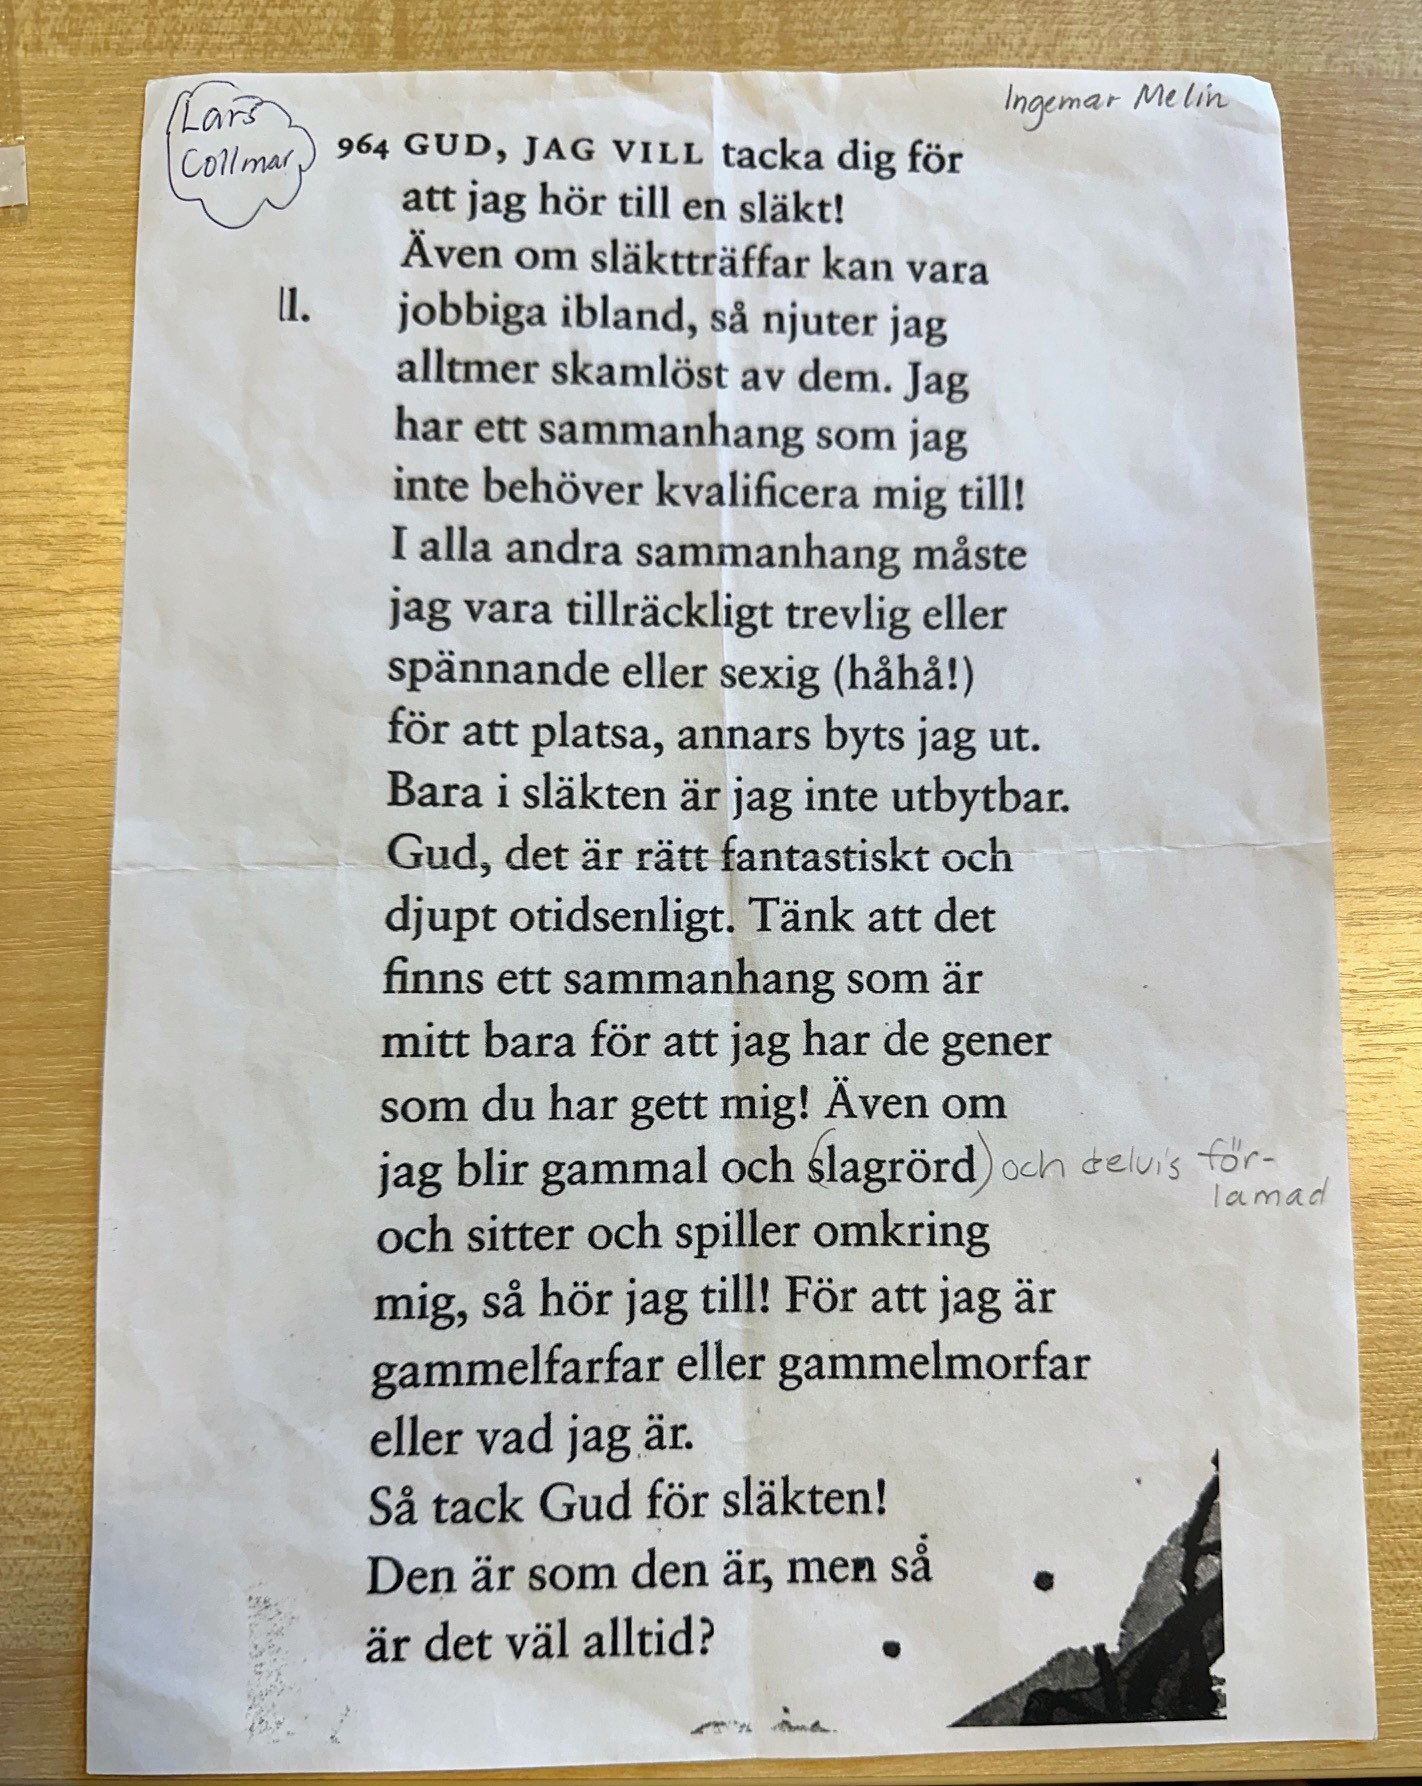 Lars
Collmar
Ingemar Melin
964 GUD, JAG VILL tacka dig för
att jag hör till en släkt!
Även om släktträffar kan vara
11. jobbiga ibland, så njuter jag
alltmer skamlöst av dem. Jag
har ett sammanhang som jag
inte behöver kvalificera mig till!
I alla andra sammanhang måste
jag vara tillräckligt trevlig eller
spännande eller sexig (håhå!)
för att platsa, annars byts jag ut.
Bara i släkten är jag inte utbytbar.
Gud, det är rätt fantastiskt och
djupt otidsenligt. Tänk att det
finns ett sammanhang som är
mitt bara för att jag har de gener
som du har gett mig! Även om
jag blir gammal och (slagrörd) och delvis för-
lamad
och sitter och spiller omkring
mig, så hör jag till! För att jag är
gammelfarfar eller gammelmorfar
eller vad jag är.
Så tack Gud för släkten!
Den är som den är, men så
är det väl alltid?